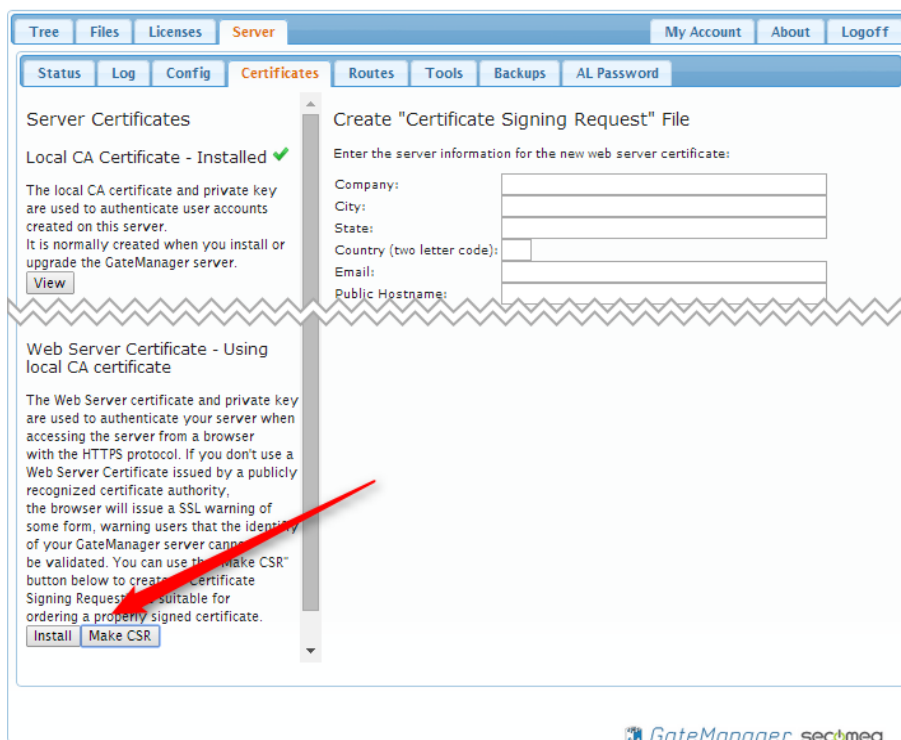 Tree Files Licenses Server My Account About Logoff
Status Log Config Certificates Routes Tools Backups AL Password
Server Certificates
Local CA Certificate - Installed
The local CA certificate and private key
are used to authenticate user accounts
created on this server.
It is normally created when you install or
upgrade the GateManager server.
View
Web Server Certificate - Using
local CA certificate
The Web Server certificate and private key
are used to authenticate your server when
accessing the server from a browser
with the HTTPS protocol. If you don't use a
Web Server Certificate issued by a publicly
recognized certificate authority,
the browser will issue a SSL warning of
some form, warning users that the identify
of your GateManager server
be validated. You can use the "Make CSR"
button below to create Certificate
Signing Request suitable for
ordering a properly signed certificate.
Install Make CSR
Create "Certificate Signing Request" File
Enter the server information for the new web server certificate:
Company:
City:
State:
Country (two letter code):
Email:
Public Hostname:
GateManager secomea